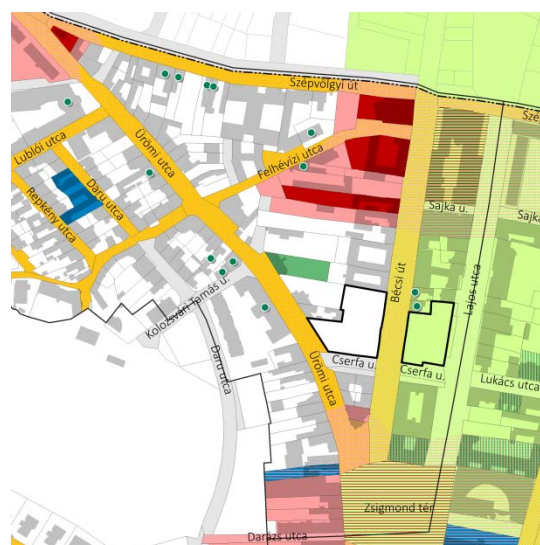 Szépvölgyi út
Szé
Lublói utca
Ürömi utca
Felhévízi utca
Daru utca
Repkény utca
Sajka u.
Sajka
Bécsi út
Lajos utca
Kolozsvári Tamás u.
Daru utca
Cserfa u.
Cserfa u.
Ürömi utca
Lukács utca
Zsigmond tér
Darázs utca